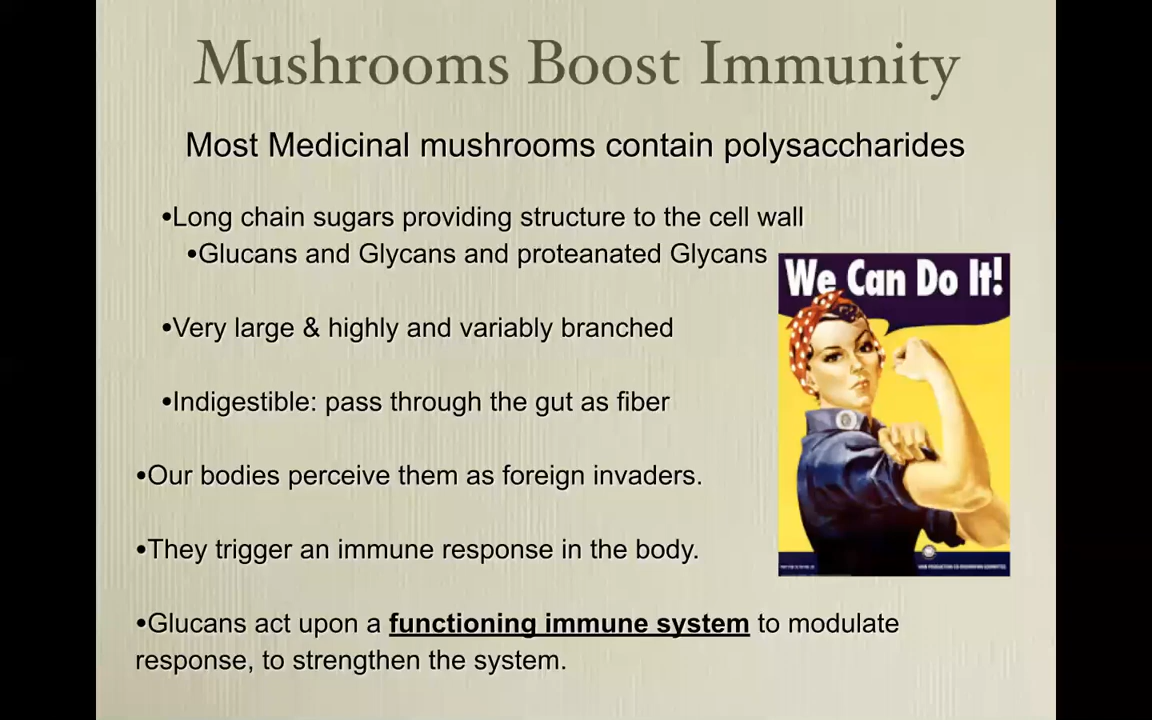 Mushrooms Boost Immunity
Most Medicinal mushrooms contain polysaccharides
•Long chain sugars providing structure to the cell wall
•Glucans and Glycans and proteanated Glycans
We Can Do It!
•Very large & highly and variably branched
•Indigestible: pass through the gut as fiber
•Our bodies perceive them as foreign invaders.
•They trigger an immune response in the body.
•Glucans act upon a functioning immune system to modulate
response, to strengthen the system.